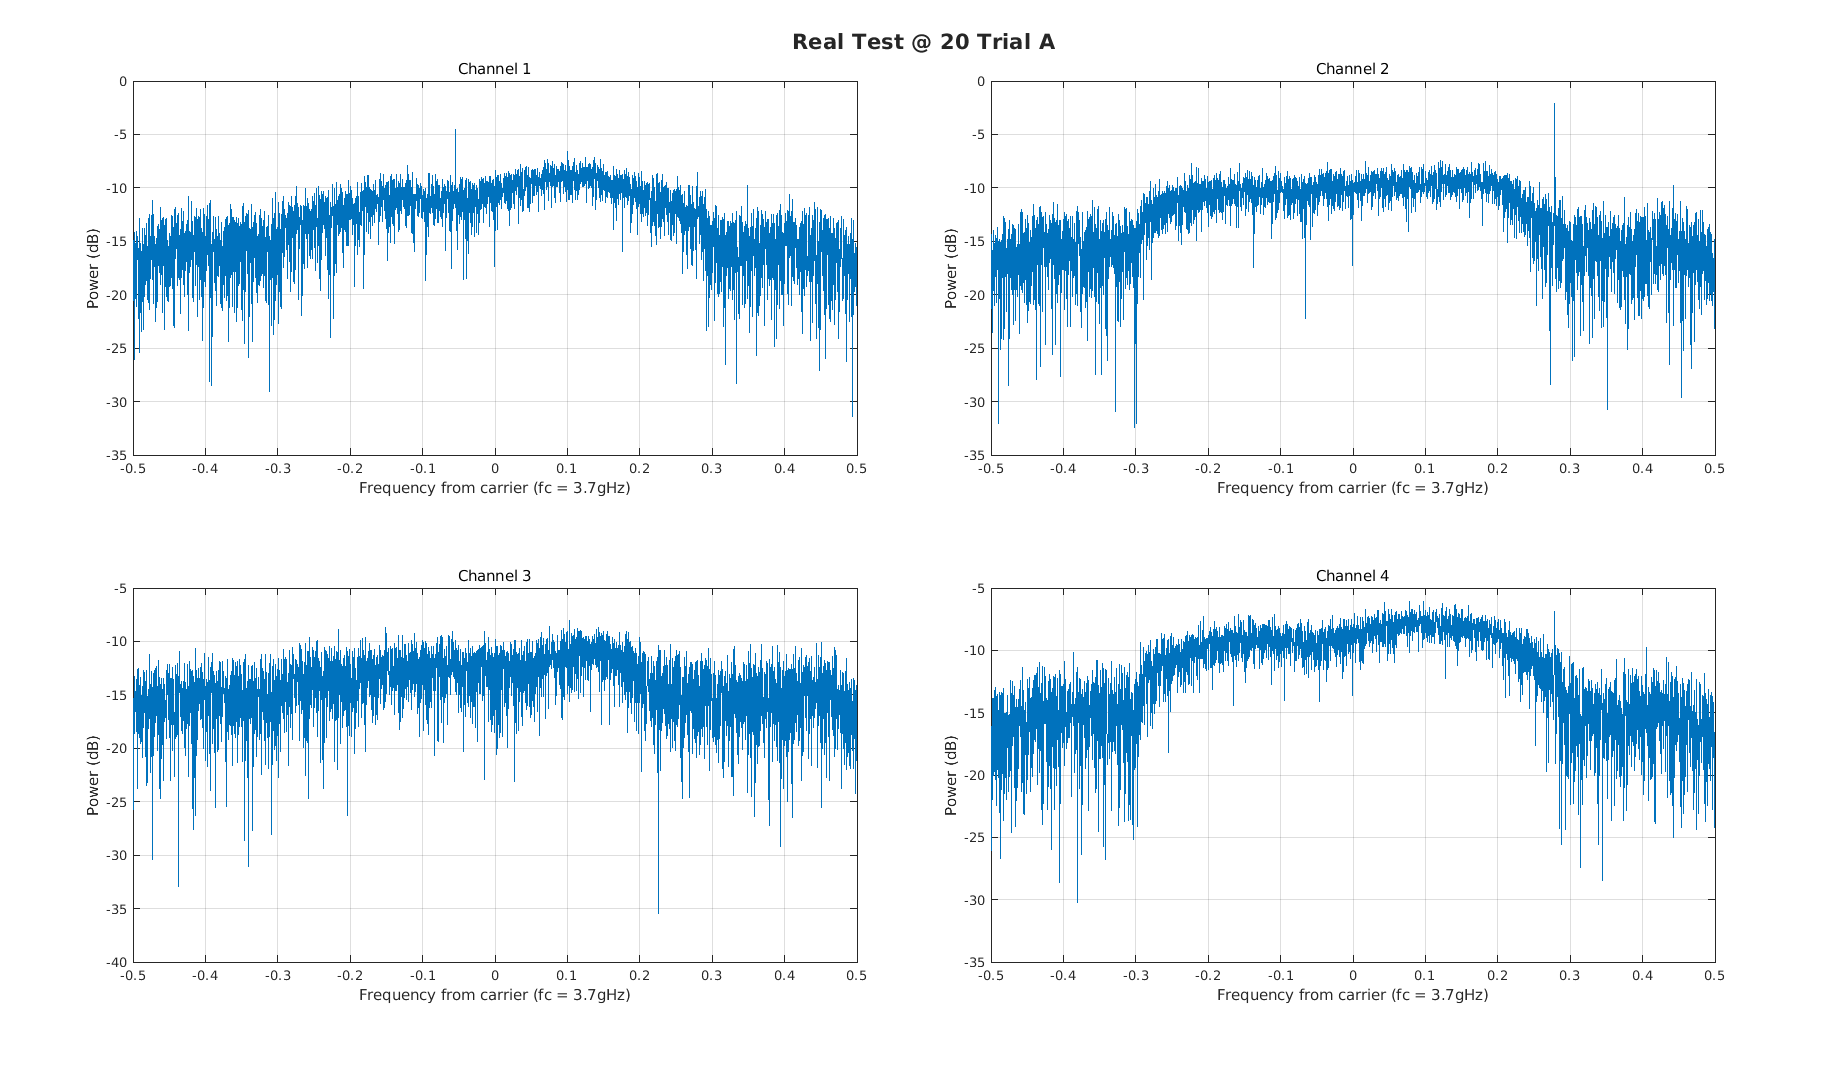 Real Test @ 20 Trial A
Channel 1
Channel 2
0
-5
-10
-15
-20
-25
-30
-35
Power (dB)
-0.5 -0.4 -0.3 -0.2 -0.1 0 0.1 0.2 0.3 0.4 0.5
Frequency from carrier (fc = 3.7gHz)
0
-5
-10
-15
-20
-25
-30
-35
Power (dB)
-0.5 -0.4 -0.3 -0.2 -0.1 0 0.1 0.2 0.3 0.4 0.5
Frequency from carrier (fc = 3.7gHz)
Channel 3
Channel 4
-5
-10
-15
-20
-25
-30
-35
-40
Power (dB)
-0.5 -0.4 -0.3 -0.2 -0.1 0 0.1 0.2 0.3 0.4 0.5
Frequency from carrier (fc = 3.7gHz)
-5
-10
-15
-20
-25
-30
-35
Power (dB)
-0.5 -0.4 -0.3 -0.2 -0.1 0 0.1 0.2 0.3 0.4 0.5
Frequency from carrier (fc = 3.7gHz)